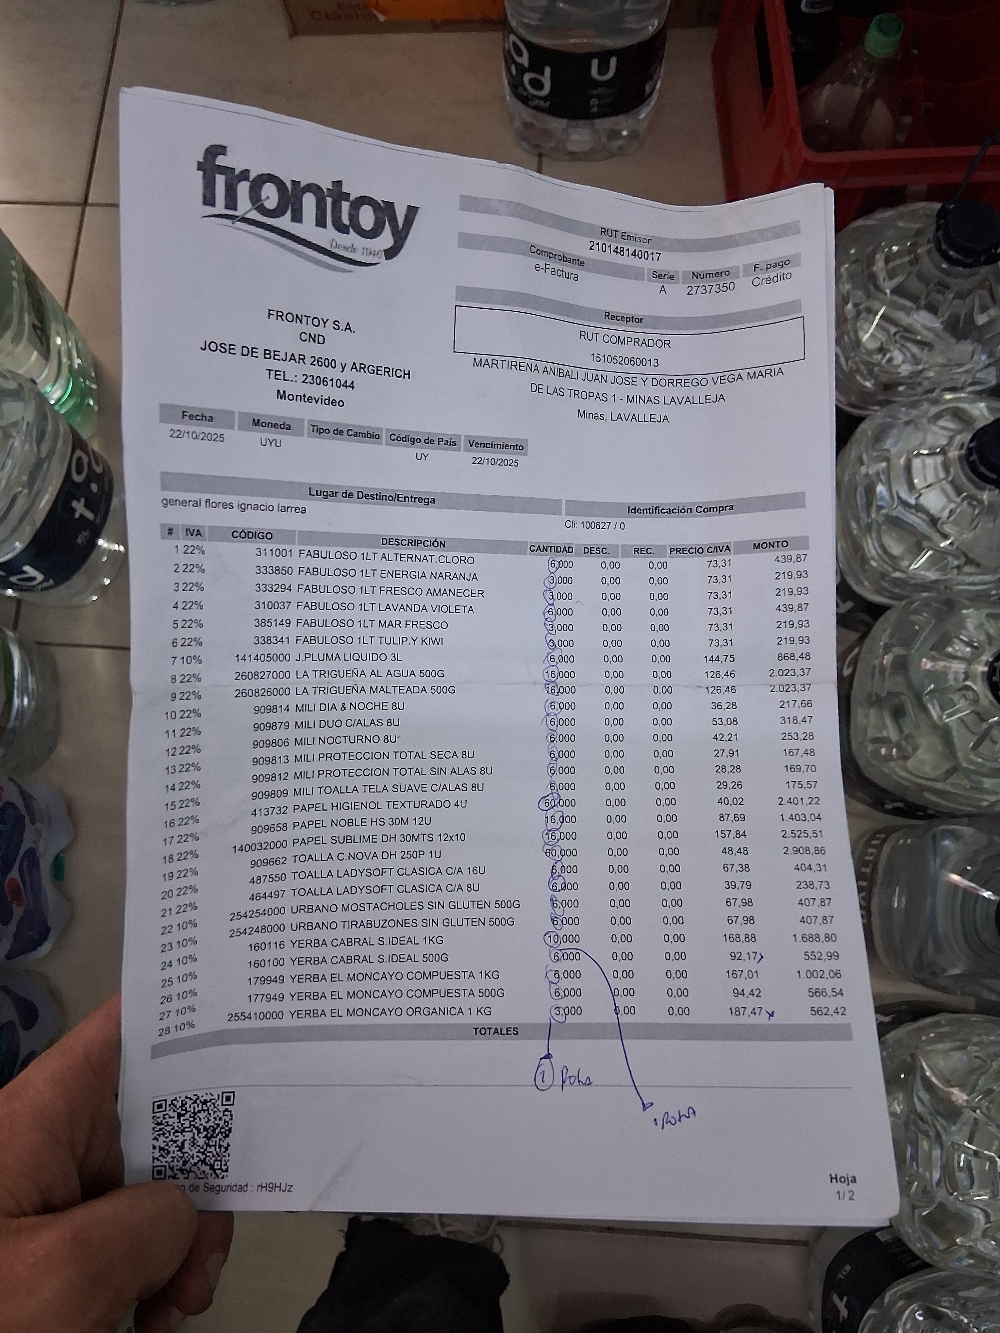 frontoy
Desde 1946
RUT Emisor
210148140017
Comprobante Serie Número F. pago
e-Factura A 2737350 Crédito
Receptor
RUT COMPRADOR
151052060013
MARTIRENA ANIBALI JUAN JOSE Y DORREGO VEGA MARIA
DE LAS TROPAS 1 - MINAS LAVALLEJA
Minas, LAVALLEJA
FRONTOY S.A.
CND
JOSE DE BEJAR 2600 y ARGERICH
TEL.: 23061044
Montevideo
Fecha Moneda Tipo de Cambio Código de País Vencimiento
22/10/2025 UYU UY 22/10/2025
Lugar de Destino/Entrega Identificación Compra
general flores ignacio larrea Cli: 100627 / 0
# IVA CÓDIGO DESCRIPCIÓN CANTIDAD DESC. REC. PRECIO C/IVA MONTO
1 22% 311001 FABULOSO 1LT ALTERNAT.CLORO 6,000 0,00 0,00 73,31 439,87
2 22% 333850 FABULOSO 1LT ENERGIA NARANJA 3,000 0,00 0,00 73,31 219,93
3 22% 333294 FABULOSO 1LT FRESCO AMANECER 3,000 0,00 0,00 73,31 219,93
4 22% 310037 FABULOSO 1LT LAVANDA VIOLETA 6,000 0,00 0,00 73,31 439,87
5 22% 385149 FABULOSO 1LT MAR FRESCO 3,000 0,00 0,00 73,31 219,93
6 22% 338341 FABULOSO 1LT TULIP.Y KIWI 3,000 0,00 0,00 73,31 219,93
7 10% 141405000 J.PLUMA LIQUIDO 3L 6,000 0,00 0,00 144,75 868,48
8 22% 260827000 LA TRIGUEÑA AL AGUA 500G 16,000 0,00 0,00 126,46 2.023,37
9 22% 260826000 LA TRIGUEÑA MALTEADA 500G 16,000 0,00 0,00 126,46 2.023,37
10 22% 909814 MILI DIA & NOCHE 8U 6,000 0,00 0,00 36,28 217,66
11 22% 909879 MILI DUO C/ALAS 8U 6,000 0,00 0,00 53,08 318,47
12 22% 909806 MILI NOCTURNO 8U 6,000 0,00 0,00 42,21 253,28
13 22% 909813 MILI PROTECCION TOTAL SECA 8U 6,000 0,00 0,00 27,91 167,48
14 22% 909812 MILI PROTECCION TOTAL SIN ALAS 8U 6,000 0,00 0,00 28,28 169,70
15 22% 909809 MILI TOALLA TELA SUAVE C/ALAS 8U 6,000 0,00 0,00 29,26 175,57
16 22% 413732 PAPEL HIGIENOL TEXTURADO 4U 60,000 0,00 0,00 40,02 2.401,22
17 22% 909658 PAPEL NOBLE HS 30M 12U 16,000 0,00 0,00 87,69 1.403,04
18 22% 140032000 PAPEL SUBLIME DH 30MTS 12x10 16,000 0,00 0,00 157,84 2.525,51
19 22% 909662 TOALLA C.NOVA DH 250P 1U 60,000 0,00 0,00 48,48 2.908,86
20 22% 487550 TOALLA LADYSOFT CLASICA C/A 16U 6,000 0,00 0,00 67,38 404,31
21 22% 464497 TOALLA LADYSOFT CLASICA C/A 8U 6,000 0,00 0,00 39,79 238,73
22 10% 254254000 URBANO MOSTACHOLES SIN GLUTEN 500G 6,000 0,00 0,00 67,98 407,87
23 10% 254248000 URBANO TIRABUZONES SIN GLUTEN 500G 6,000 0,00 0,00 67,98 407,87
24 10% 160116 YERBA CABRAL S.IDEAL 1KG 10,000 0,00 0,00 168,88 1.688,80
25 10% 160100 YERBA CABRAL S.IDEAL 500G 6,000 0,00 0,00 92,17 552,99
26 10% 179949 YERBA EL MONCAYO COMPUESTA 1KG 6,000 0,00 0,00 167,01 1.002,06
27 10% 177949 YERBA EL MONCAYO COMPUESTA 500G 6,000 0,00 0,00 94,42 566,54
28 10% 255410000 YERBA EL MONCAYO ORGANICA 1 KG 3,000 0,00 0,00 187,47 562,42
TOTALES
1 Rota
1 ROTA
de Seguridad : rH9HJz
Hoja
1/ 2